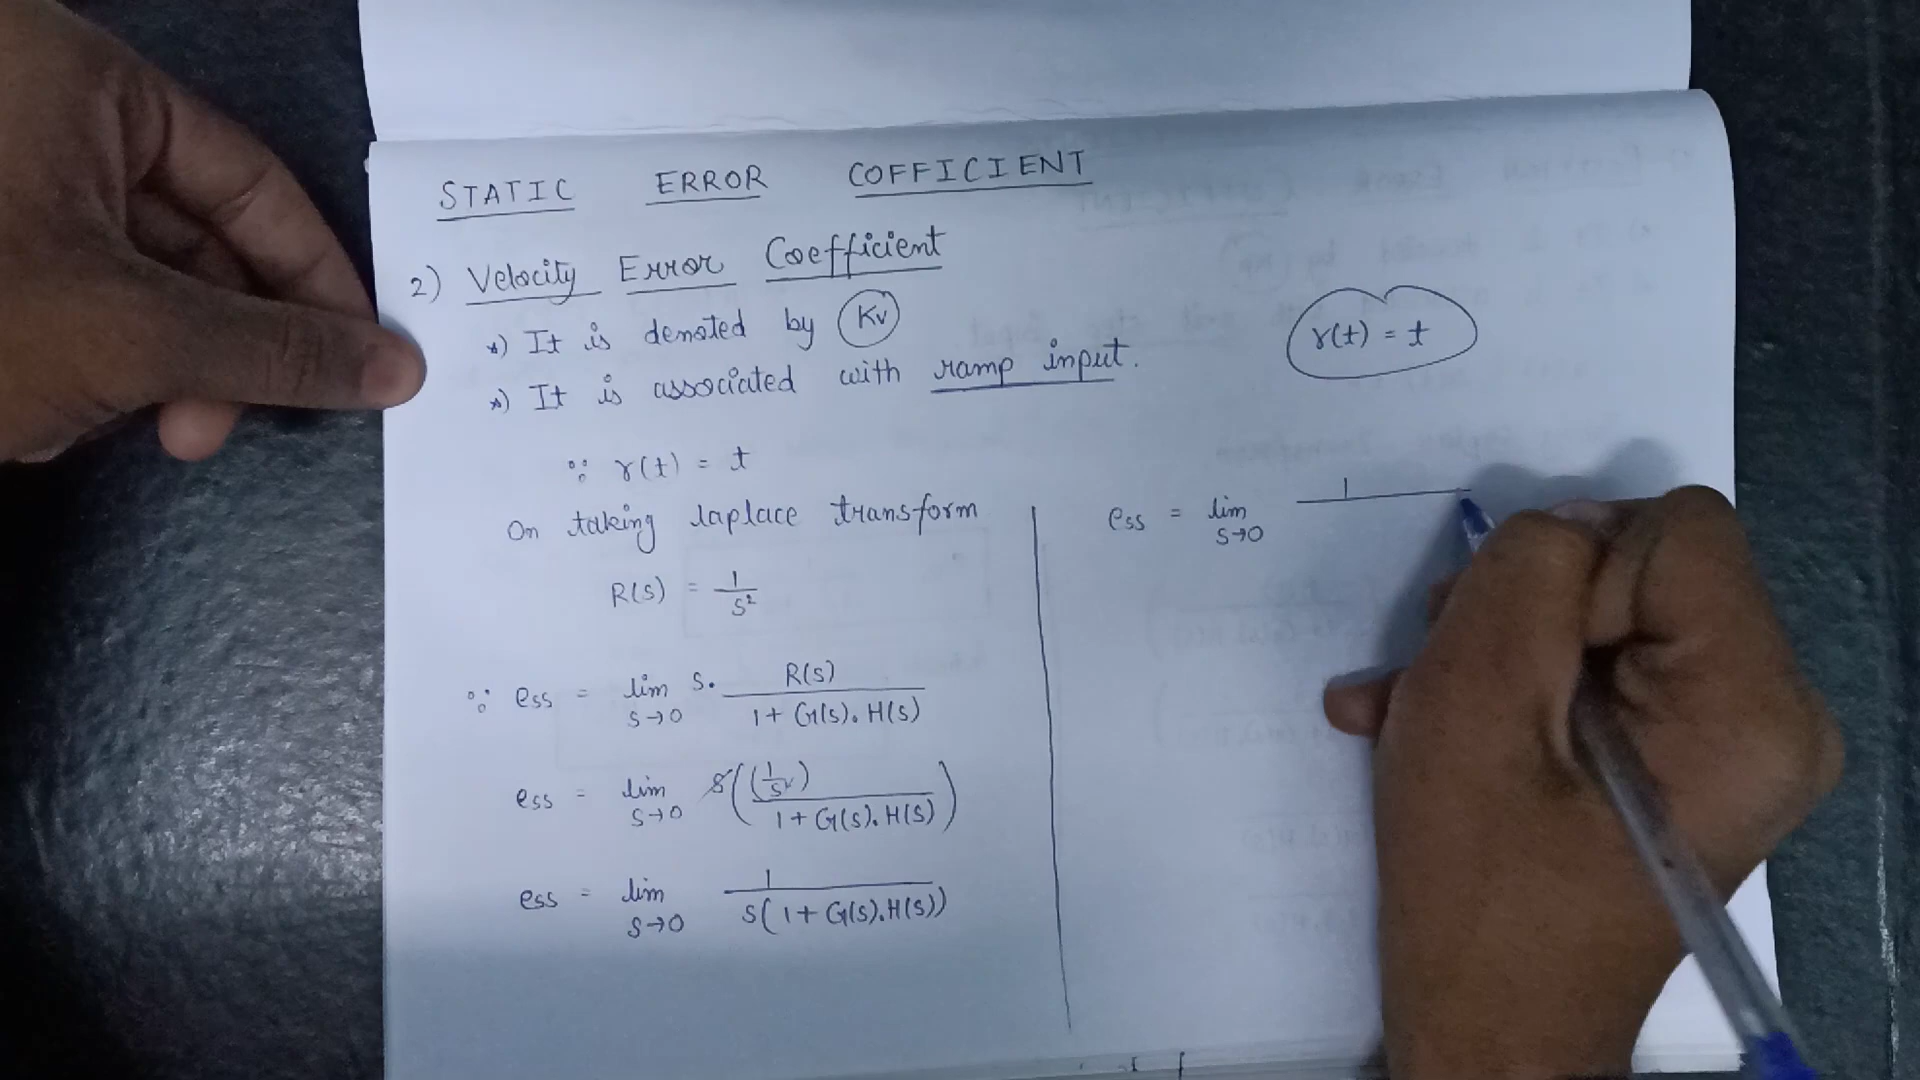 STATIC ERROR COFFICIENT
2) Velocity Error Coefficient
*) It is denoted by Kv
*) It is associated with ramp input.
r(t) = t
∵ r(t) = t
On taking laplace transform
R(s) = 1/s²
∵ ess = lim s→0 s. R(s)/(1+G(s).H(s))
ess = lim s→0 s((1/s²)/(1+G(s).H(s)))
ess = lim s→0 1/(s(1+G(s).H(s)))
ess = lim s→0 1